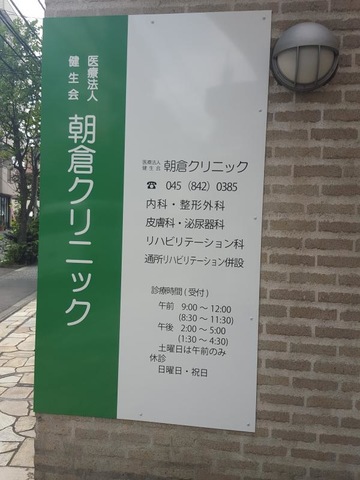 医療法人
健生会
朝倉クリニック
医療法人
健生会
朝倉クリニック
☎ 045 (842) 0385
内科・整形外科
皮膚科・泌尿器科
リハビリテーション科
通所リハビリテーション併設
診療時間(受付)
午前 9:00〜12:00
(8:30〜11:30)
午後 2:00〜5:00
(1:30〜4:30)
土曜日は午前のみ
休診
日曜日・祝日